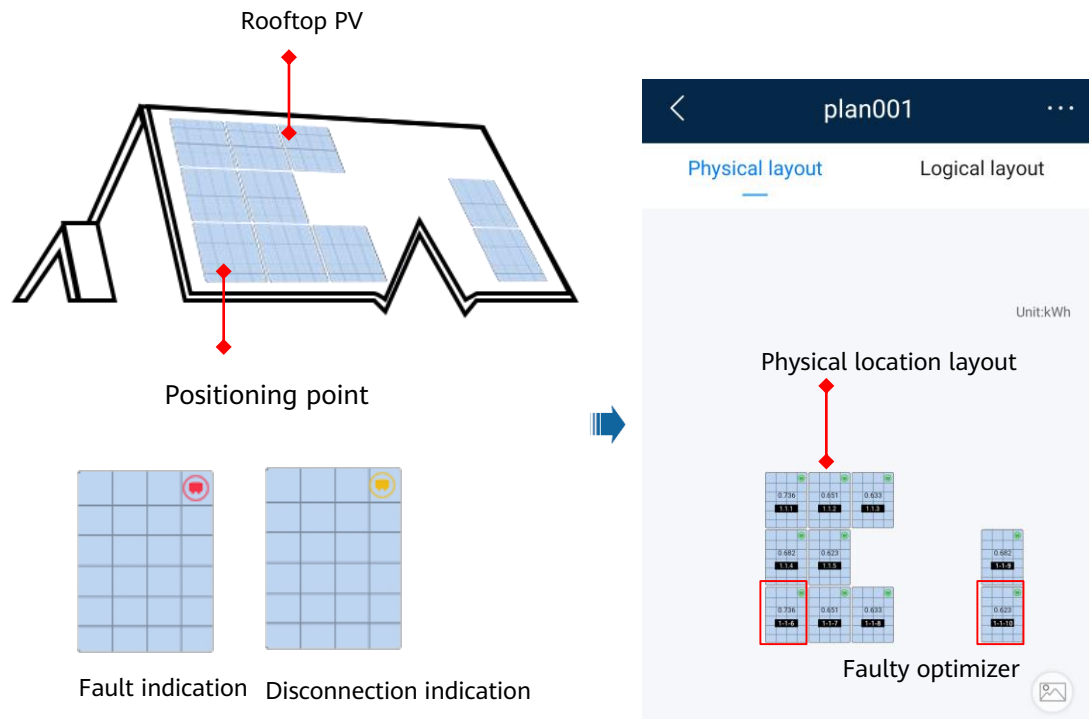 Rooftop PV
Positioning point
Fault indication
Disconnection indication
plan001
Physical layout
Logical layout
Unit:kWh
Physical location layout
0.736
0.651
0.633
1.1.1
1.1.2
1.1.3
0.682
0.623
0.682
1.1.4
1.1.5
1-1-9
0.736
0.651
0.633
0.623
1-1-6
1-1-7
1-1-8
1-1-10
Faulty optimizer